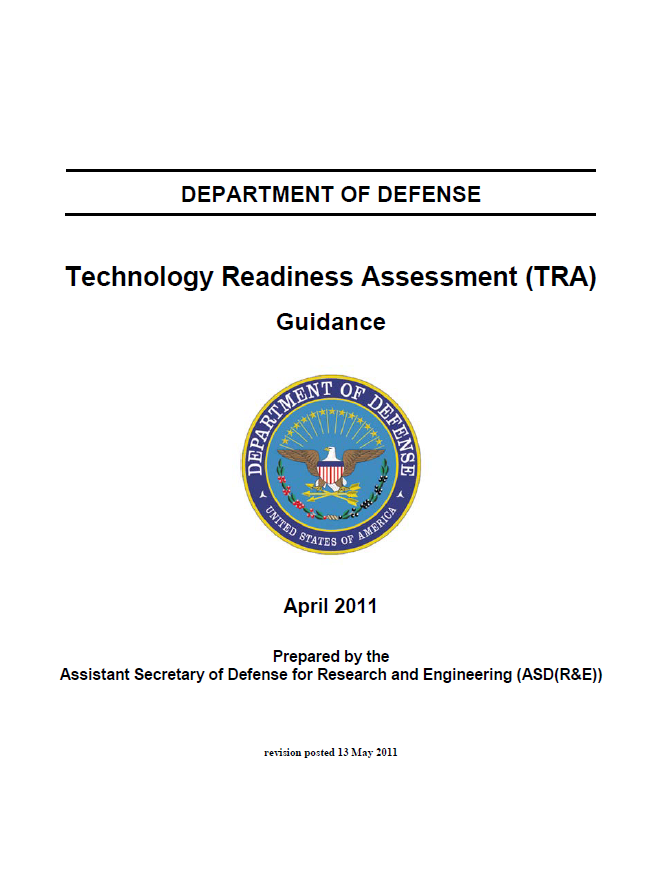 DEPARTMENT OF DEFENSE
Technology Readiness Assessment (TRA)
Guidance
DEPARTMENT OF DEFENSE
UNITED STATES OF AMERICA
April 2011
Prepared by the
Assistant Secretary of Defense for Research and Engineering (ASD(R&E))
revision posted 13 May 2011